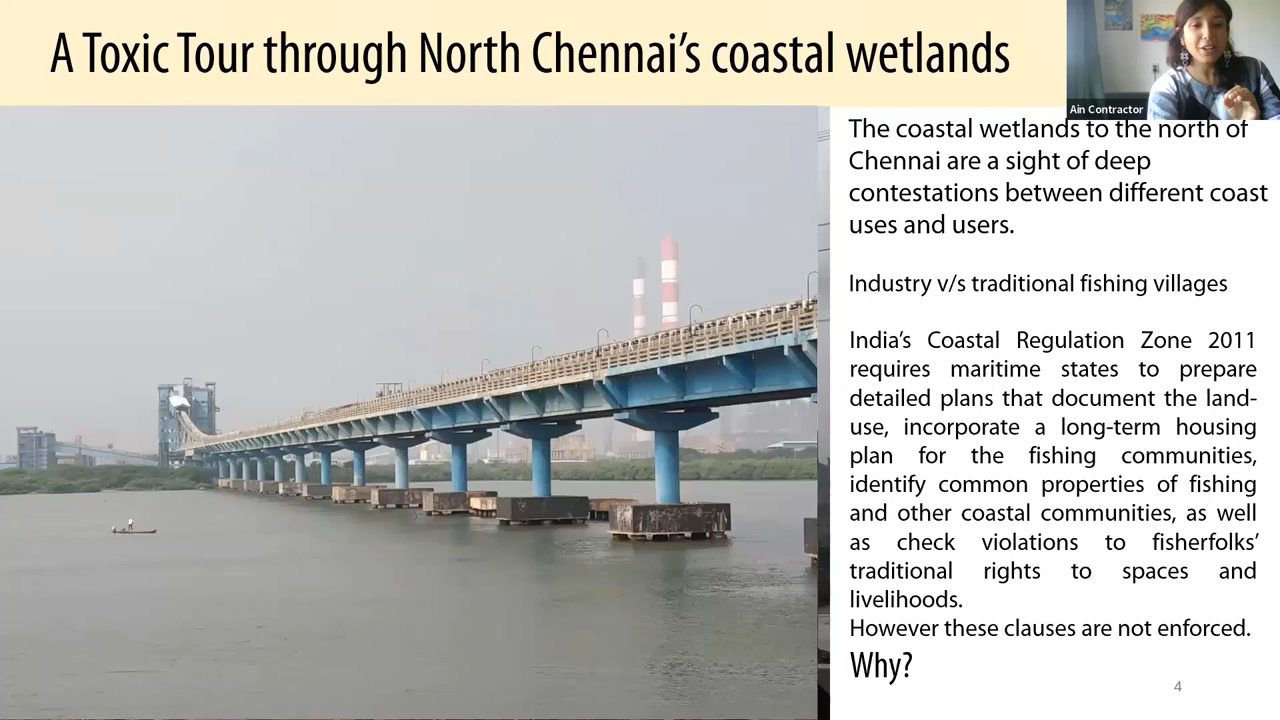 A Toxic Tour through North Chennai's coastal wetlands
Ain Contractor
The coastal wetlands to the north of
Chennai are a sight of deep
contestations between different coast
uses and users.
Industry v/s traditional fishing villages
India's Coastal Regulation Zone 2011
requires maritime states to prepare
detailed plans that document the land-
use, incorporate a long-term housing
plan for the fishing communities,
identify common properties of fishing
and other coastal communities, as well
as check violations to fisherfolks'
traditional rights to spaces and
livelihoods.
However these clauses are not enforced.
Why?
4